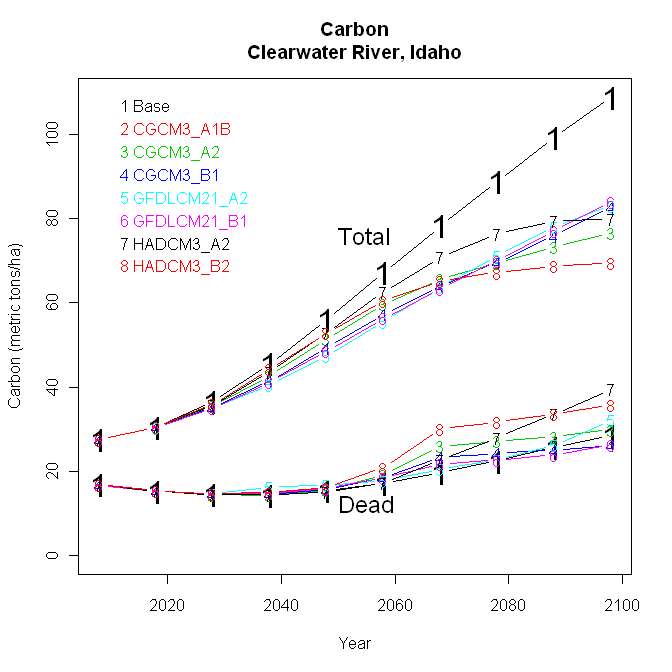 Carbon
Clearwater River, Idaho
1 Base
2 CGCM3_A1B
3 CGCM3_A2
4 CGCM3_B1
5 GFDLCM21_A2
6 GFDLCM21_B1
7 HADCM3_A2
8 HADCM3_B2
Total
Dead
Carbon (metric tons/ha)
100
80
60
40
20
0
2020 2040 2060 2080 2100
Year